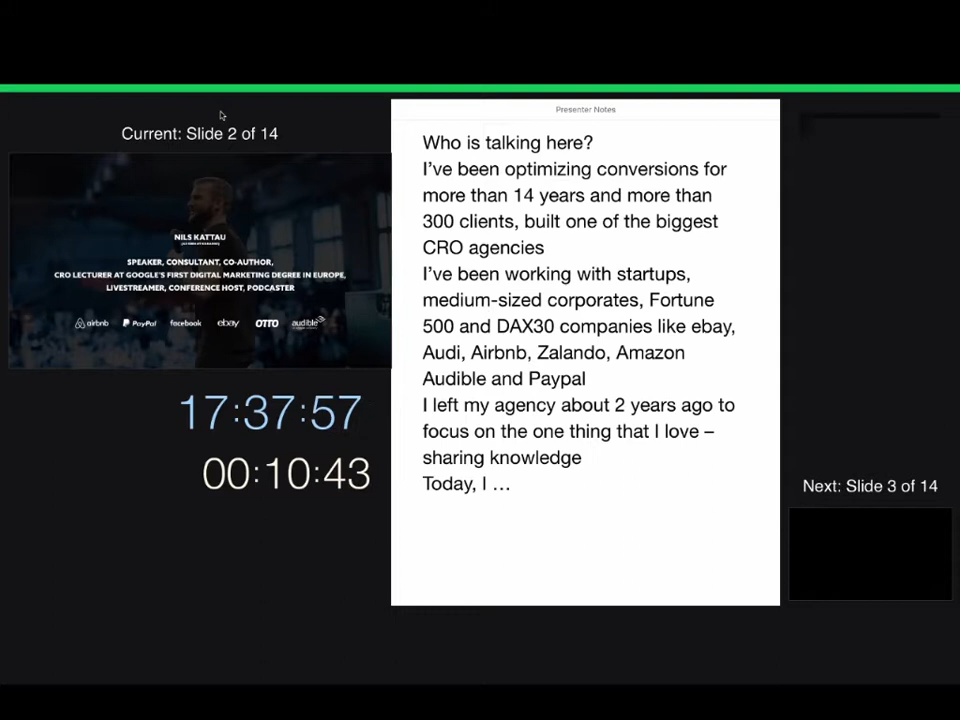 Presenter Notes
Current: Slide 2 of 14
NILS KATTAU
SPEAKER, CONSULTANT, CO-AUTHOR,
CRO LECTURER AT GOOGLE'S FIRST DIGITAL MARKETING DEGREE IN EUROPE,
LIVESTREAMER, CONFERENCE HOST, PODCASTER
airbnb PayPal facebook ebay OTTO audible
17:37:57
00:10:43
Who is talking here?
I’ve been optimizing conversions for
more than 14 years and more than
300 clients, built one of the biggest
CRO agencies
I’ve been working with startups,
medium-sized corporates, Fortune
500 and DAX30 companies like ebay,
Audi, Airbnb, Zalando, Amazon
Audible and Paypal
I left my agency about 2 years ago to
focus on the one thing that I love –
sharing knowledge
Today, I …
Next: Slide 3 of 14